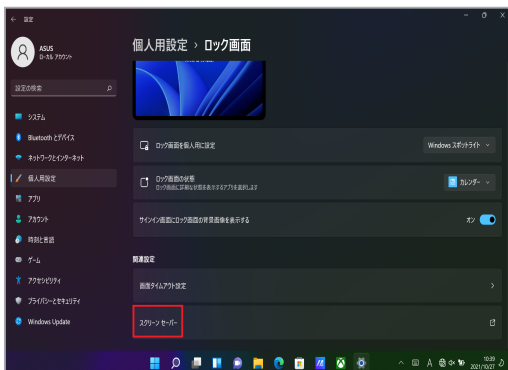 設定
ASUS
ローカル アカウント
設定の検索
システム
Bluetooth とデバイス
ネットワークとインターネット
個人用設定
アプリ
アカウント
時刻と言語
ゲーム
アクセシビリティ
プライバシーとセキュリティ
Windows Update
個人用設定 › ロック画面
ロック画面を個人用に設定
Windows スポットライト
ロック画面の状態
ロック画面に詳細な状態を表示するアプリを選択します
カレンダー
サインイン画面にロック画面の背景画像を表示する
オン
関連設定
画面タイムアウト設定
スクリーン セーバー
A
10:39
2021/10/27